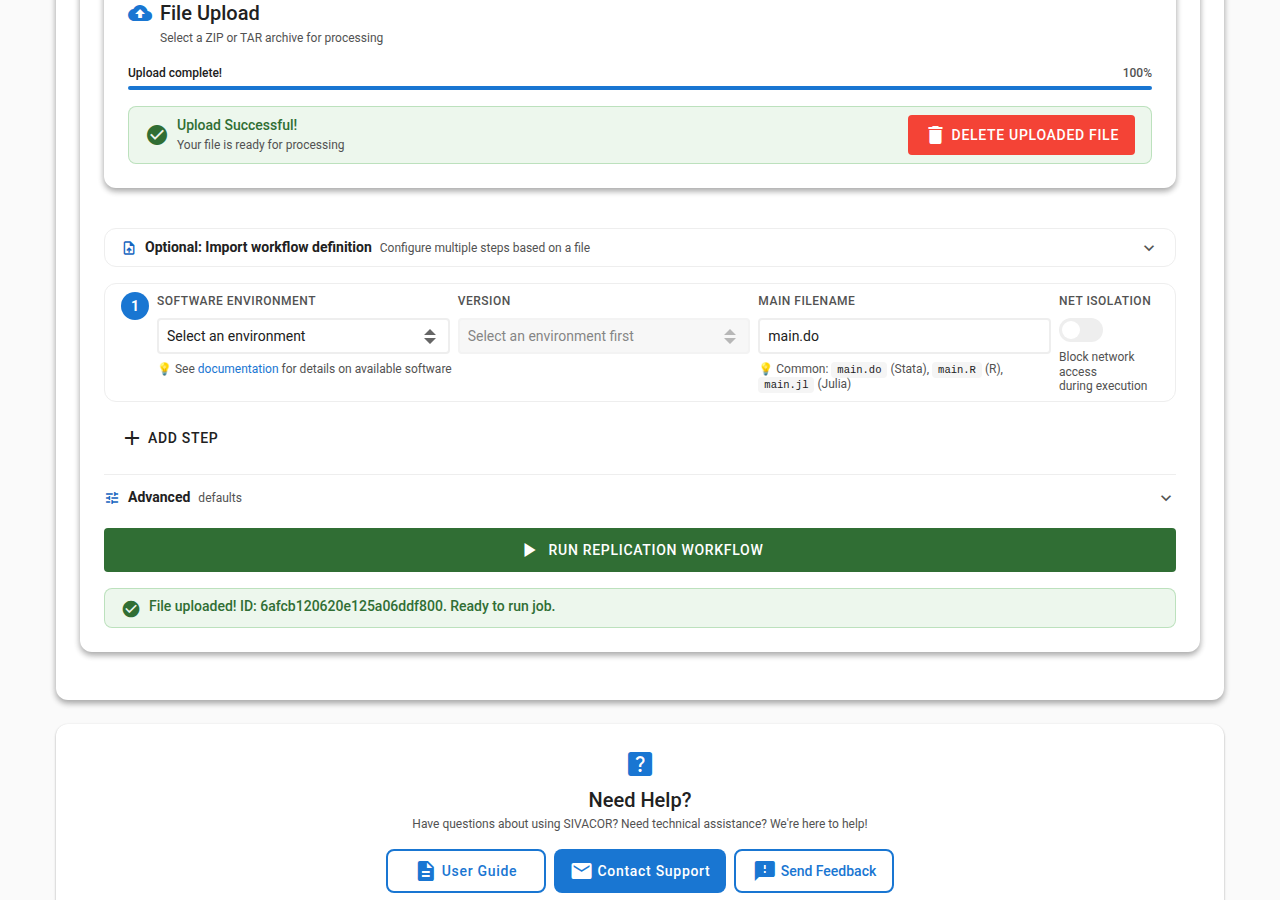 File Upload
Select a ZIP or TAR archive for processing
Upload complete! 100%
Upload Successful!
Your file is ready for processing
DELETE UPLOADED FILE
Optional: Import workflow definition Configure multiple steps based on a file
1 SOFTWARE ENVIRONMENT VERSION MAIN FILENAME NET ISOLATION
Select an environment Select an environment first main.do
💡 See documentation for details on available software
💡 Common: main.do (Stata), main.R (R),
main.jl (Julia)
Block network
access
during execution
ADD STEP
Advanced defaults
RUN REPLICATION WORKFLOW
File uploaded! ID: 6afcb120620e125a06ddf800. Ready to run job.
Need Help?
Have questions about using SIVACOR? Need technical assistance? We're here to help!
User Guide Contact Support Send Feedback